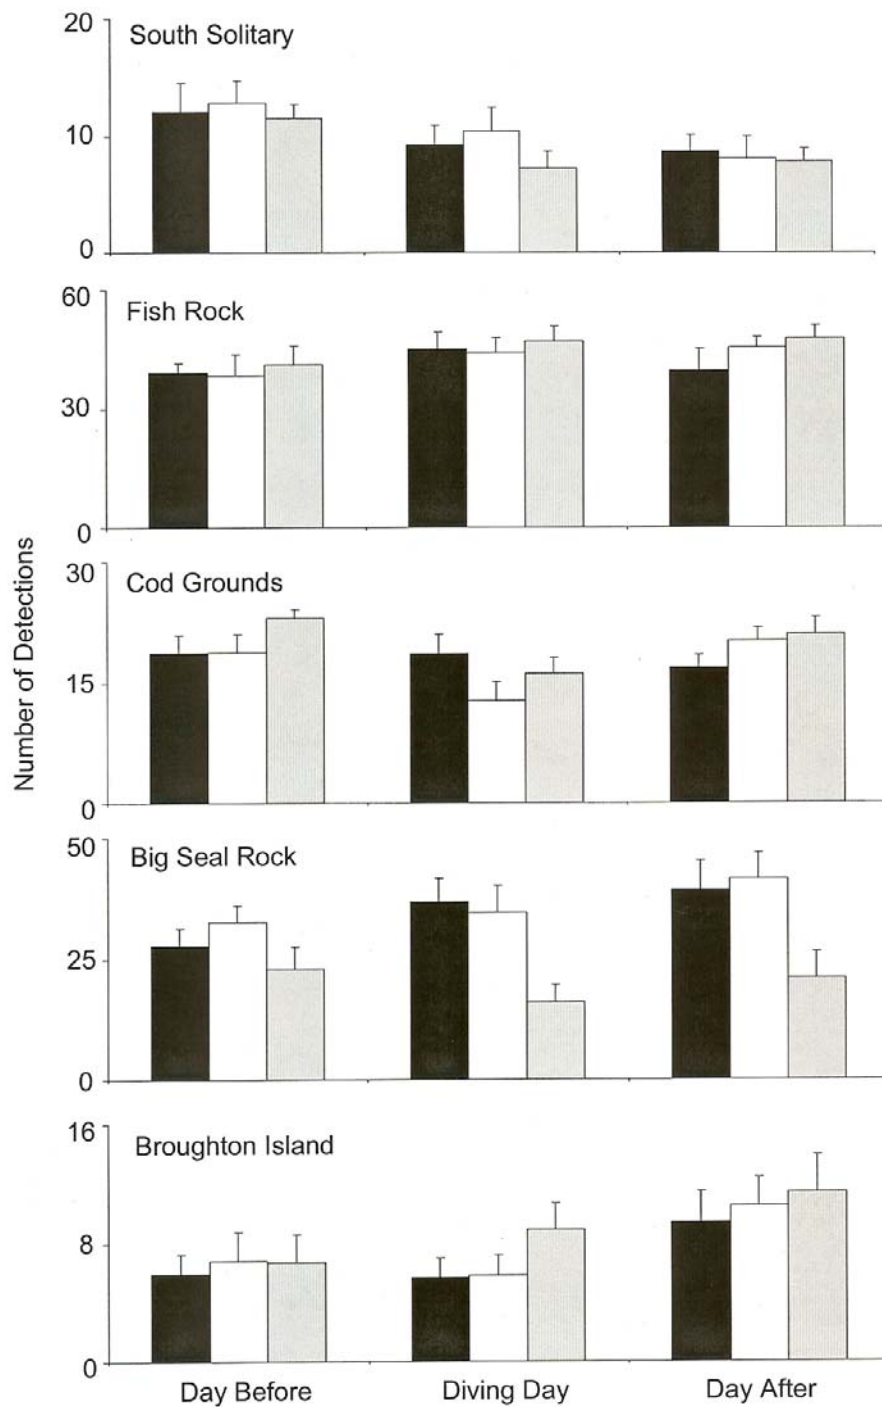 20
South Solitary
10
0
60
Fish Rock
30
0
30
Cod Grounds
15
0
50
Big Seal Rock
25
0
16
Broughton Island
8
0
Number of Detections
Day Before Diving Day Day After